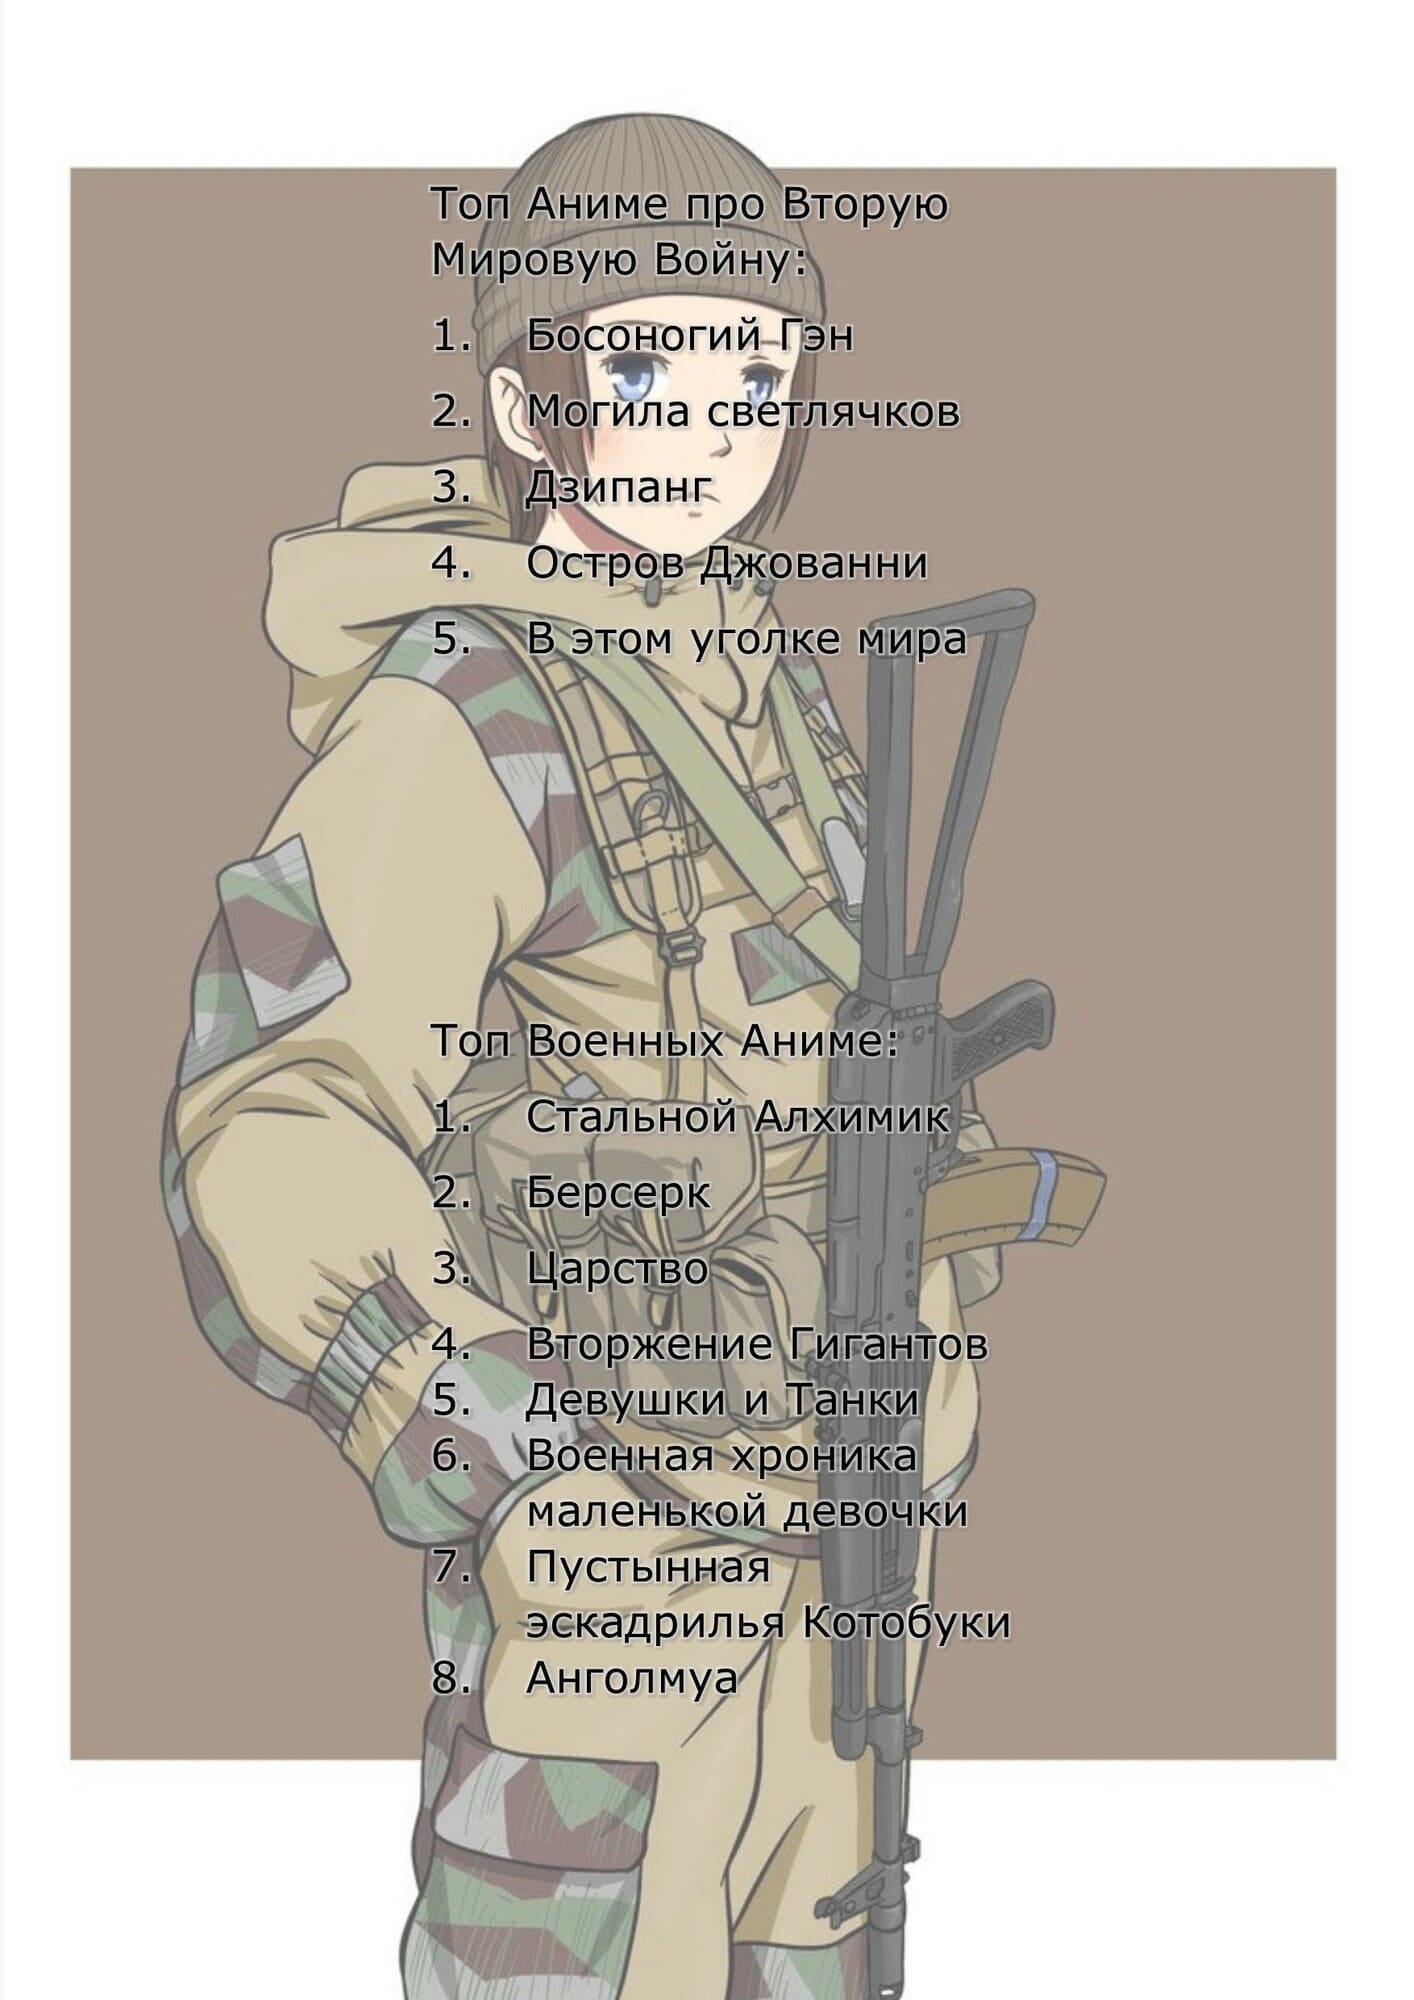 Топ Аниме про Вторую
Мировую Войну:
1. Босоногий Гэн
2. Могила светлячков
3. Дзипанг
4. Остров Джованни
5. В этом уголке мира
Топ Военных Аниме:
1. Стальной Алхимик
2. Берсерк
3. Царство
4. Вторжение Гигантов
5. Девушки и Танки
6. Военная хроника
маленькой девочки
7. Пустынная
эскадрилья Котобуки
8. Анголмуа